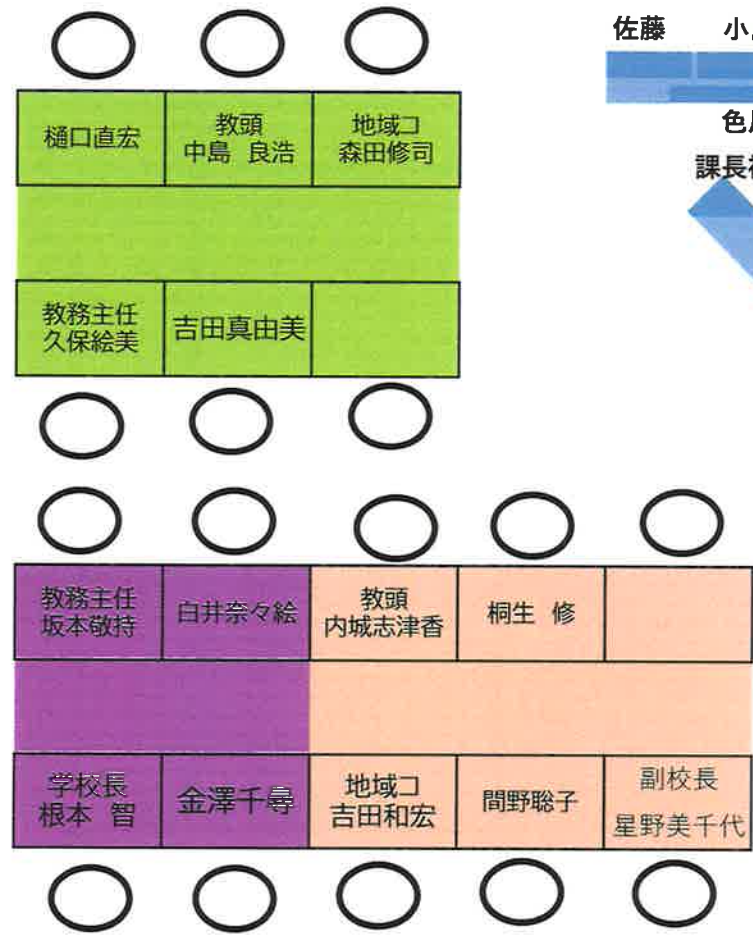 佐藤 小
色
課長補
樋口直宏
教頭
中島 良浩
地域コ
森田修司
教務主任
久保絵美
吉田真由美
教務主任
坂本敬持
白井奈々絵
教頭
内城志津香
桐生 修
学校長
根本 智
金澤千尋
地域コ
吉田和宏
間野聡子
副校長
星野美千代